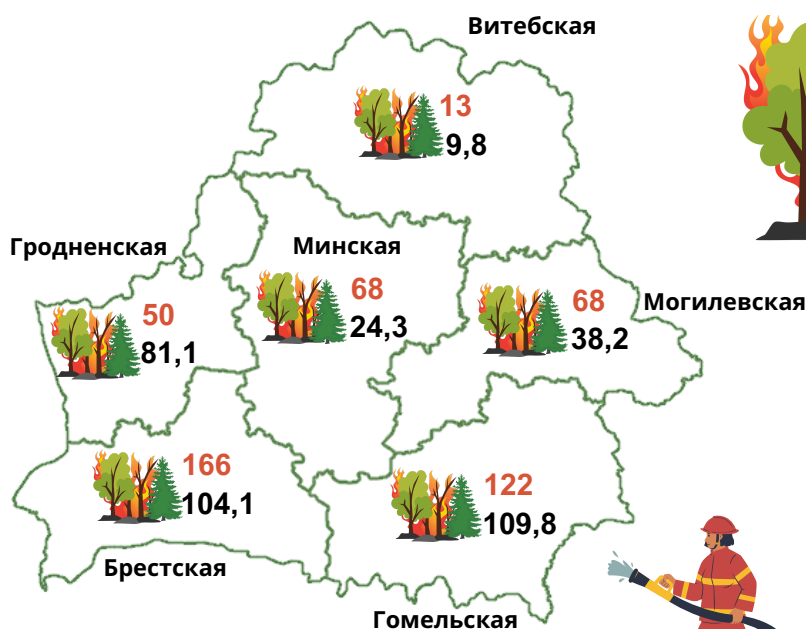 Витебская
13
9,8
Гродненская
50
81,1
Минская
68
24,3
68
38,2
Могилевская
166
104,1
Брестская
122
109,8
Гомельская